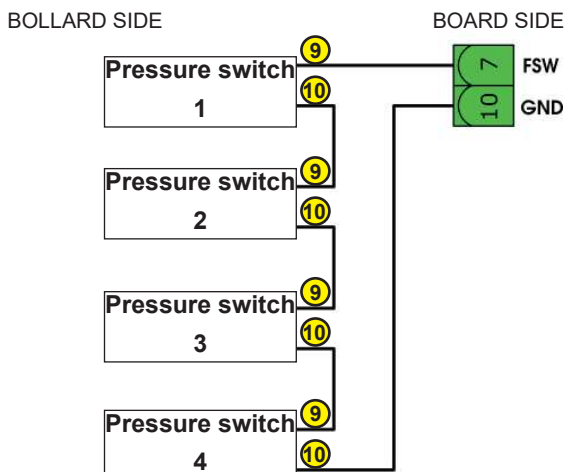 BOLLARD SIDE
BOARD SIDE
9
Pressure switch
1
10
7
FSW
10
GND
9
Pressure switch
2
10
9
Pressure switch
3
10
9
Pressure switch
4
10